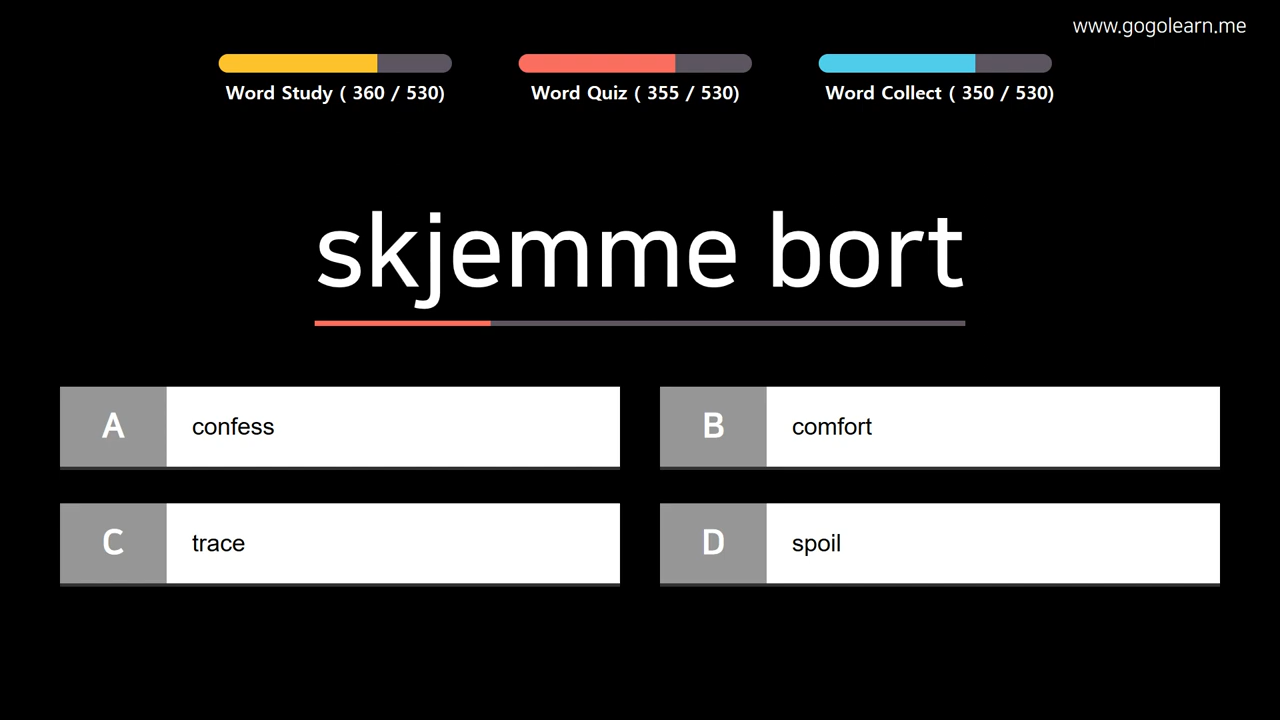 www.gogolearn.me
Word Study ( 360 / 530)
Word Quiz ( 355 / 530)
Word Collect ( 350 / 530)
skjemme bort
A confess
B comfort
C trace
D spoil